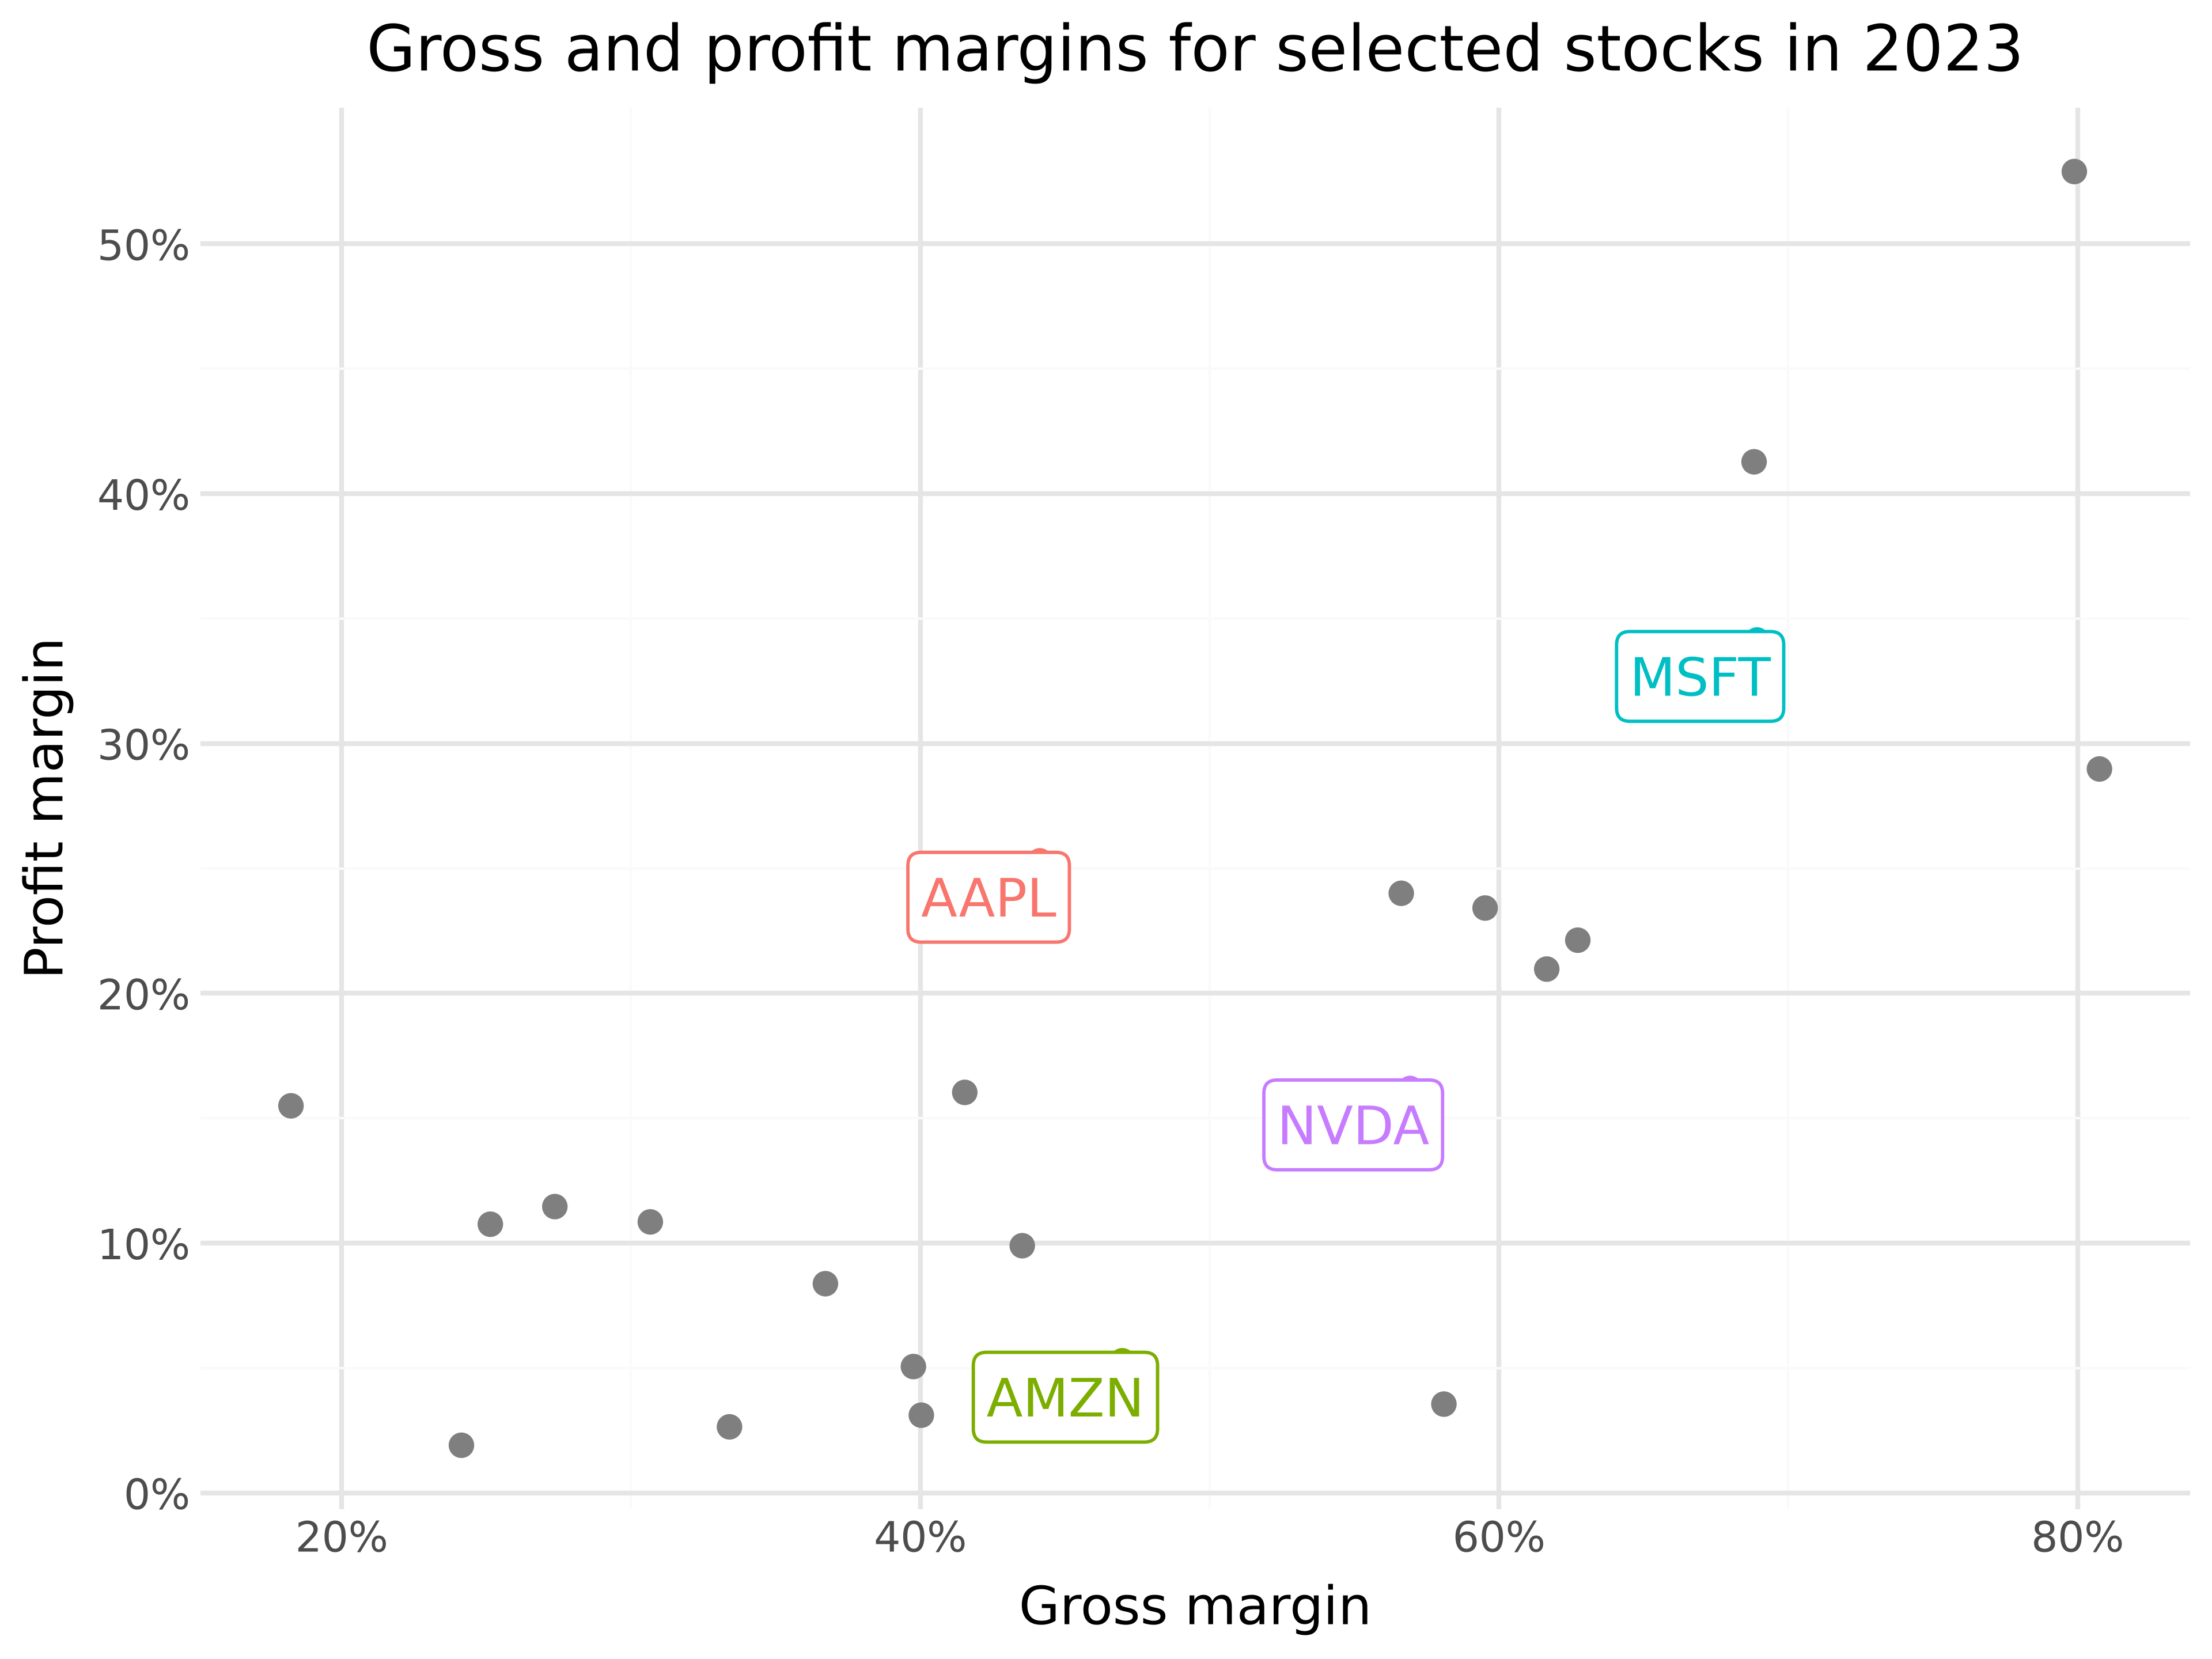 Gross and profit margins for selected stocks in 2023
50%
40%
MSFT
30%
AAPL
20%
NVDA
10%
AMZN
0%
20% 40% 60% 80%
Gross margin
Profit margin